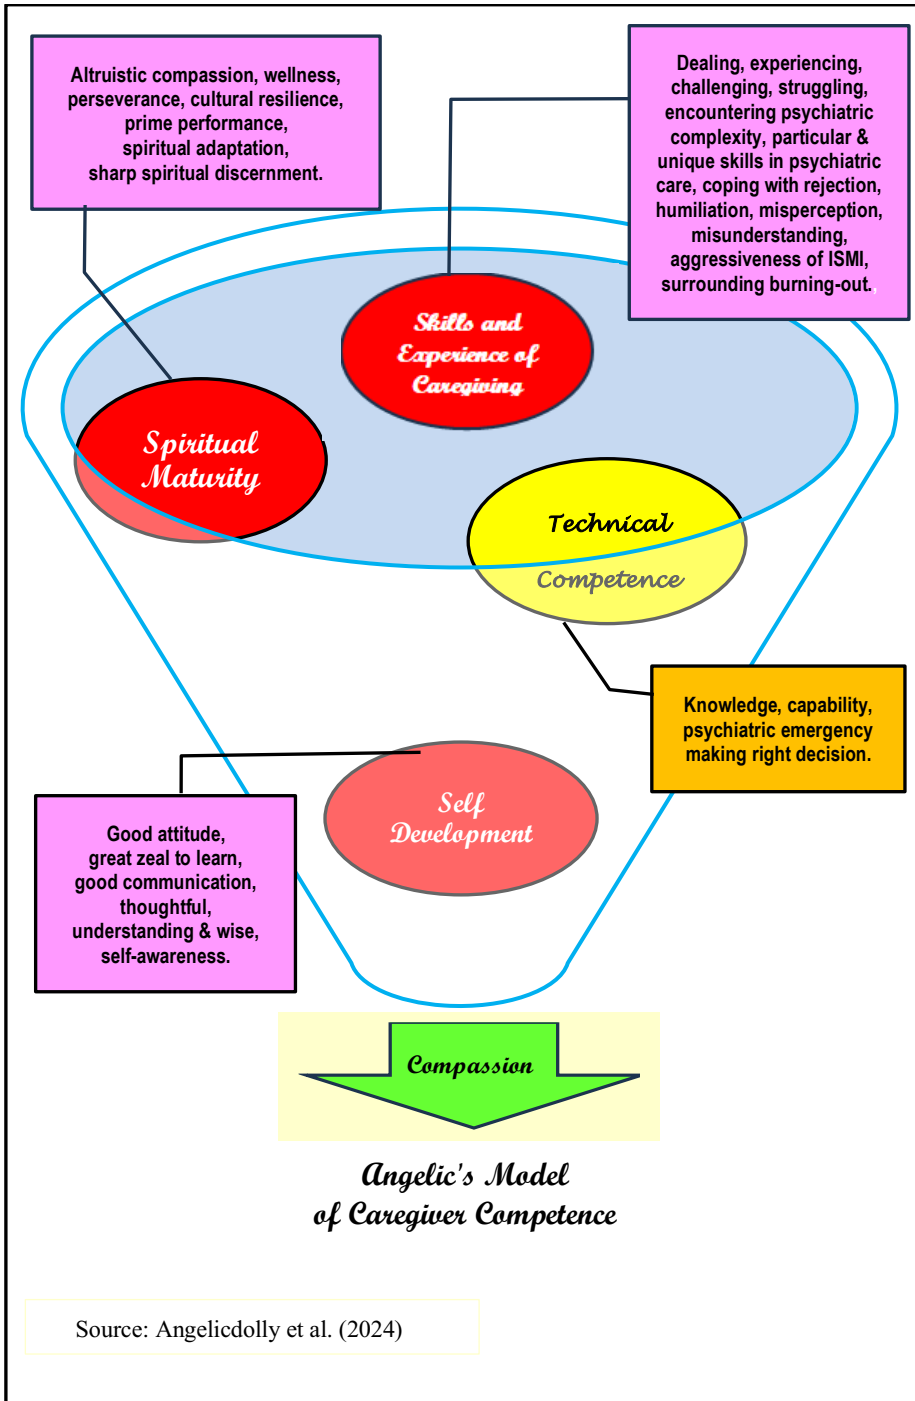 Altruistic compassion, wellness,
perseverance, cultural resilience,
prime performance,
spiritual adaptation,
sharp spiritual discernment.
Dealing, experiencing,
challenging, struggling,
encountering psychiatric
complexity, particular &
unique skills in psychiatric
care, coping with rejection,
humiliation, misperception,
misunderstanding,
aggressiveness of ISMI,
surrounding burning-out.,
Skills and
Experience of
Caregiving
Spiritual
Maturity
Technical
Competence
Knowledge, capability,
psychiatric emergency
making right decision.
Self
Development
Good attitude,
great zeal to learn,
good communication,
thoughtful,
understanding & wise,
self-awareness.
Compassion
Angelic's Model
of Caregiver Competence
Source: Angelicdolly et al. (2024)